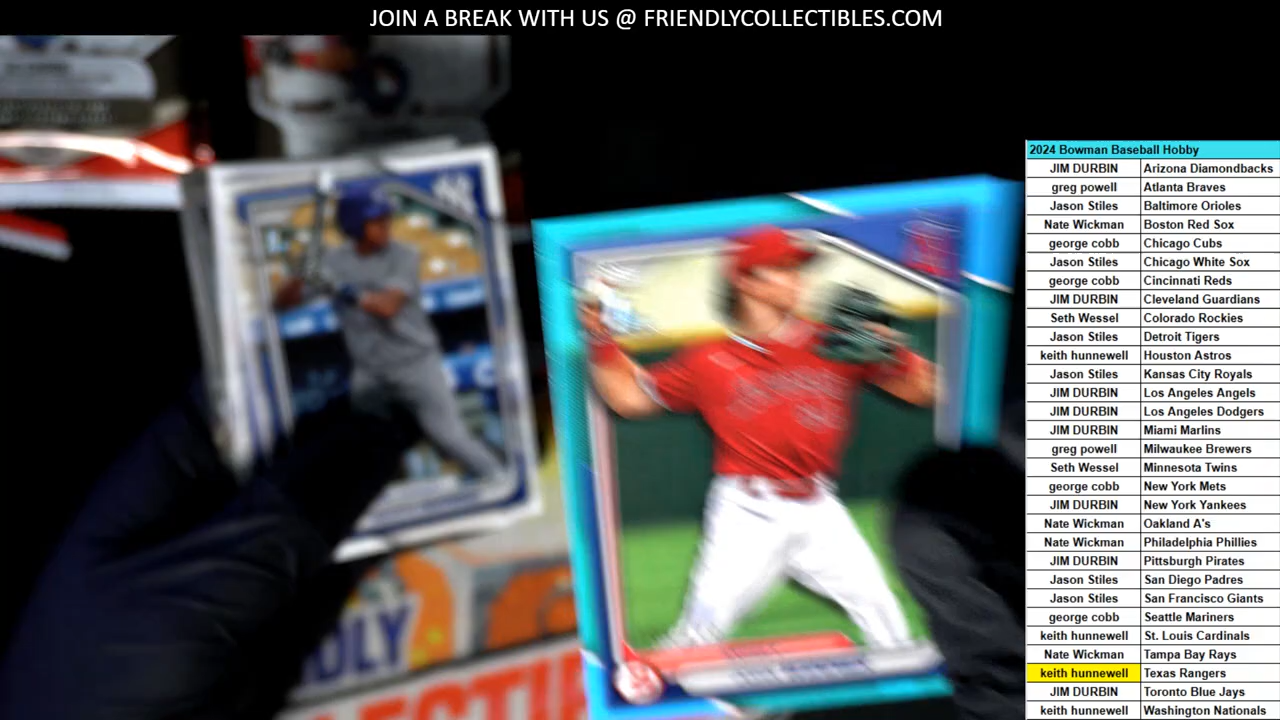 JOIN A BREAK WITH US @ FRIENDLYCOLLECTIBLES.COM
2024 Bowman Baseball Hobby
JIM DURBIN Arizona Diamondbacks
greg powell Atlanta Braves
Jason Stiles Baltimore Orioles
Nate Wickman Boston Red Sox
george cobb Chicago Cubs
Jason Stiles Chicago White Sox
george cobb Cincinnati Reds
JIM DURBIN Cleveland Guardians
Seth Wessel Colorado Rockies
Jason Stiles Detroit Tigers
keith hunnewell Houston Astros
Jason Stiles Kansas City Royals
JIM DURBIN Los Angeles Angels
JIM DURBIN Los Angeles Dodgers
JIM DURBIN Miami Marlins
greg powell Milwaukee Brewers
Seth Wessel Minnesota Twins
george cobb New York Mets
JIM DURBIN New York Yankees
Nate Wickman Oakland A's
Nate Wickman Philadelphia Phillies
JIM DURBIN Pittsburgh Pirates
Jason Stiles San Diego Padres
Jason Stiles San Francisco Giants
george cobb Seattle Mariners
keith hunnewell St. Louis Cardinals
Nate Wickman Tampa Bay Rays
keith hunnewell Texas Rangers
JIM DURBIN Toronto Blue Jays
keith hunnewell Washington Nationals